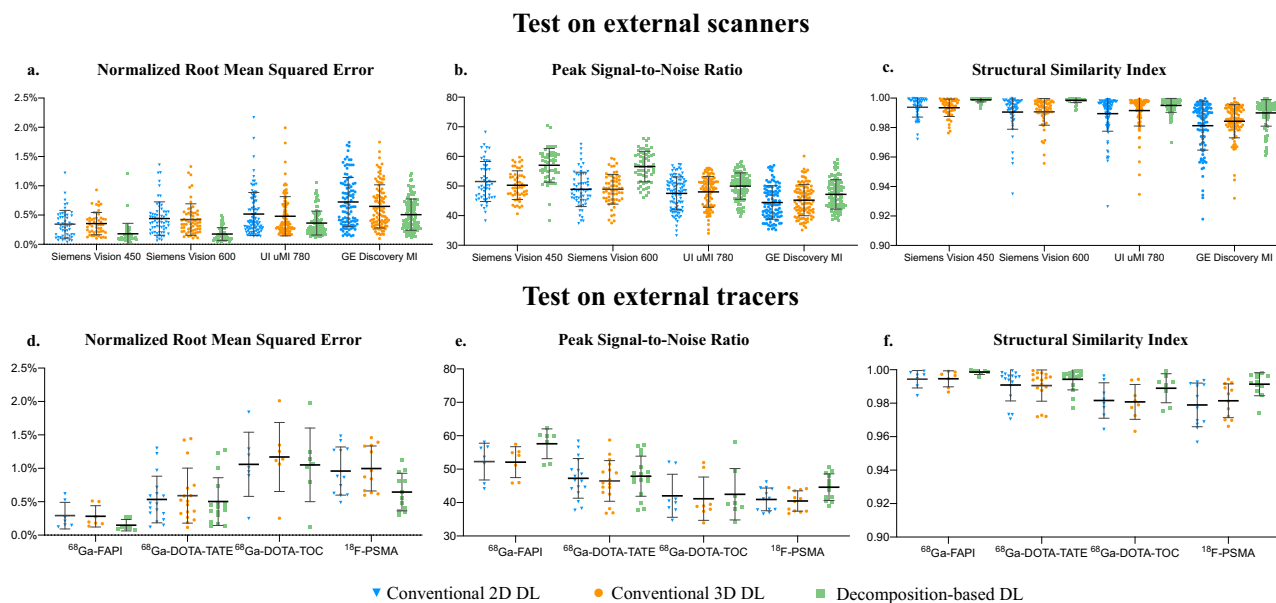 Test on external scanners
a. Normalized Root Mean Squared Error
2.5%
2.0%
1.5%
1.0%
0.5%
0.0%
Siemens Vision 450 Siemens Vision 600 UI uMI 780 GE Discovery MI
b. Peak Signal-to-Noise Ratio
80
70
60
50
40
30
Siemens Vision 450 Siemens Vision 600 UI uMI 780 GE Discovery MI
c. Structural Similarity Index
1.00
0.98
0.96
0.94
0.92
0.90
Siemens Vision 450 Siemens Vision 600 UI uMI 780 GE Discovery MI
Test on external tracers
d. Normalized Root Mean Squared Error
2.5%
2.0%
1.5%
1.0%
0.5%
0.0%
⁶⁸Ga-FAPI ⁶⁸Ga-DOTA-TATE ⁶⁸Ga-DOTA-TOC ¹⁸F-PSMA
e. Peak Signal-to-Noise Ratio
80
70
60
50
40
30
⁶⁸Ga-FAPI ⁶⁸Ga-DOTA-TATE ⁶⁸Ga-DOTA-TOC ¹⁸F-PSMA
f. Structural Similarity Index
1.00
0.98
0.96
0.94
0.92
0.90
⁶⁸Ga-FAPI ⁶⁸Ga-DOTA-TATE ⁶⁸Ga-DOTA-TOC ¹⁸F-PSMA
Conventional 2D DL Conventional 3D DL Decomposition-based DL